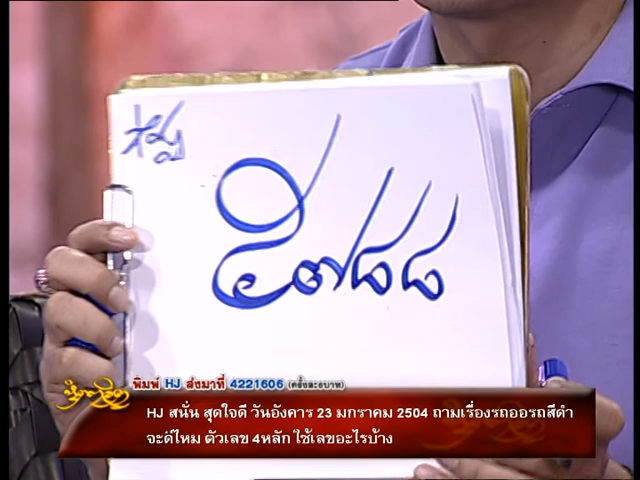 ๕๗๘๘
พิมพ์ HJ ส่งมาที่ 4221606
HJ สนั่น สุดใจดี วันอังคาร 23 มกราคม 2504 ถามเรื่องรถออรถสีดำ
จะดีไหม ตัวเลข 4หลัก ใช้เลขอะไรบ้าง